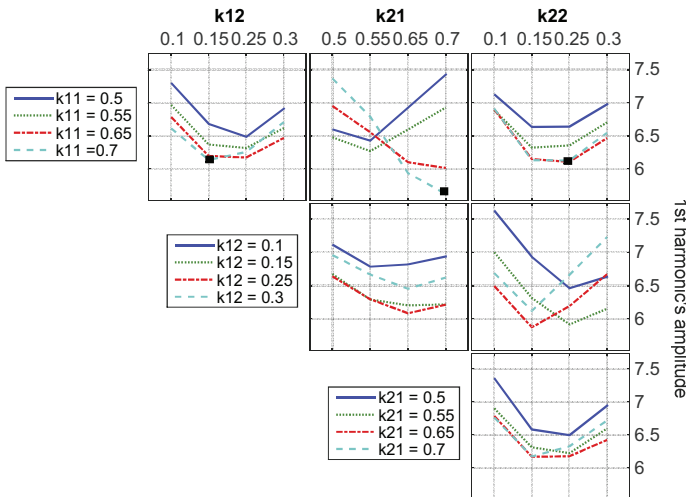 k12 k21 k22
0.1 0.15 0.25 0.3 0.5 0.55 0.65 0.7 0.1 0.15 0.25 0.3
7.5
7
6.5
6
k11 = 0.5
k11 = 0.55
k11 = 0.65
k11 =0.7
1st harmonic's amplitude
7.5
7
6.5
6
k12 = 0.1
k12 = 0.15
k12 = 0.25
k12 = 0.3
7.5
7
6.5
6
k21 = 0.5
k21 = 0.55
k21 = 0.65
k21 = 0.7